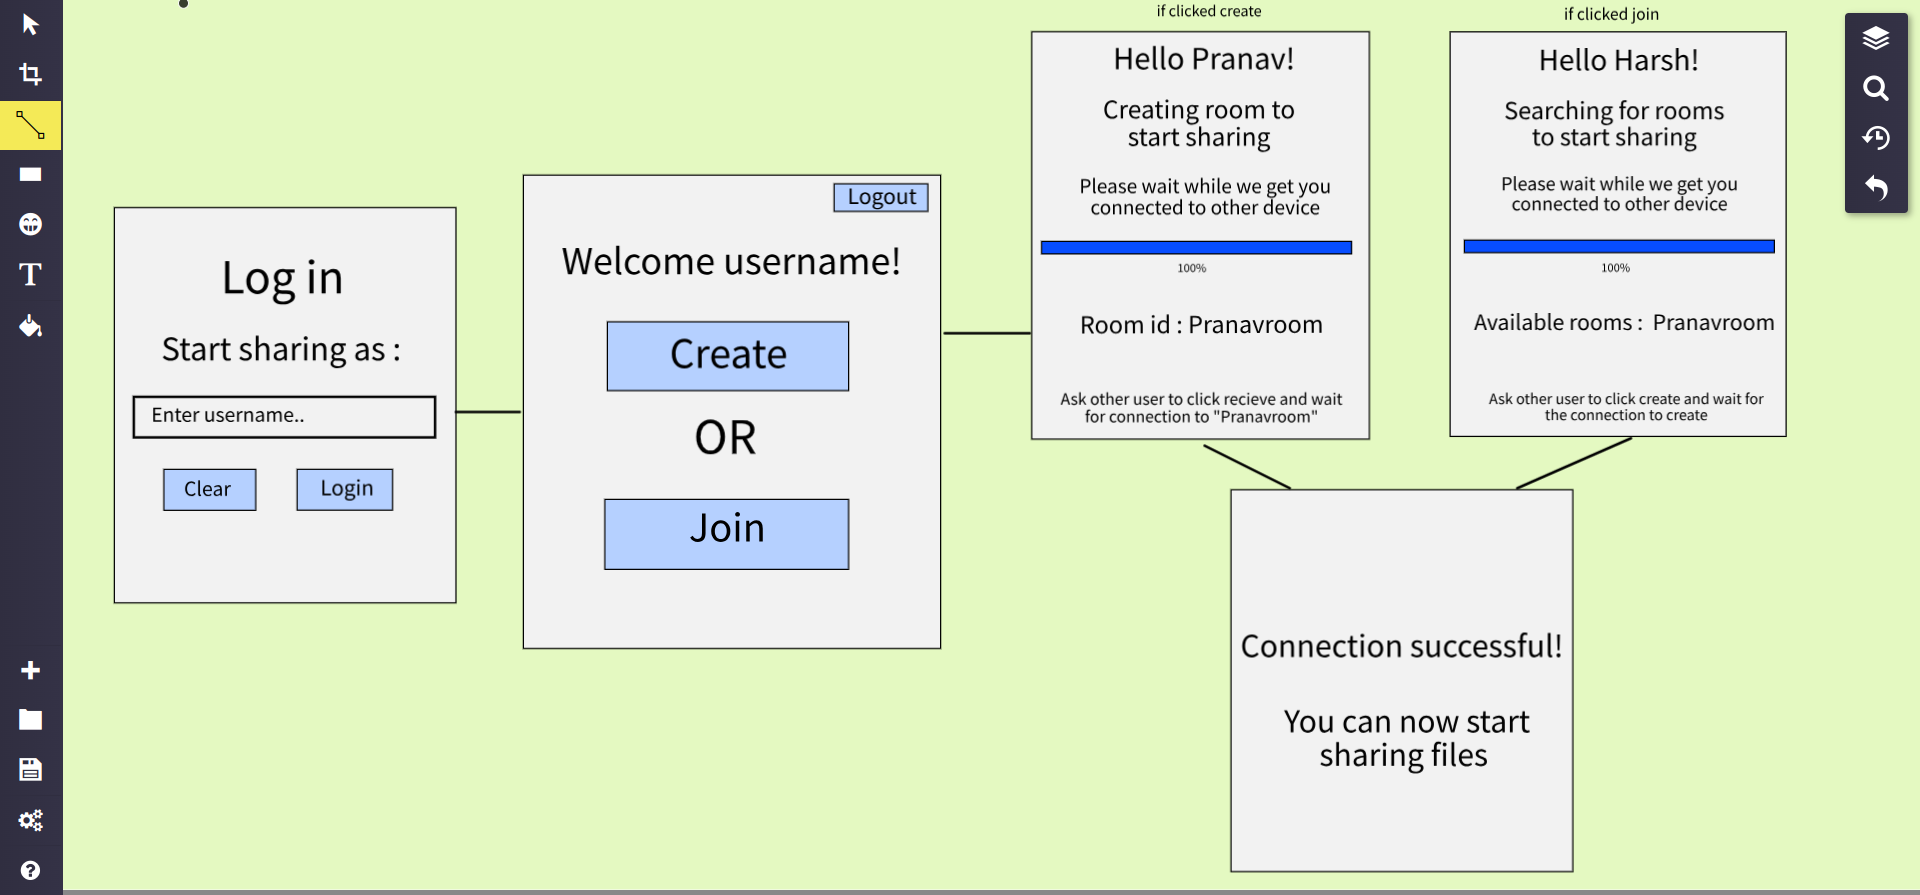 Log in
Start sharing as :
Enter username..
Clear
Login
Logout
Welcome username!
Create
OR
Join
if clicked create
Hello Pranav!
Creating room to
start sharing
Please wait while we get you
connected to other device
100%
Room id : Pranavroom
Ask other user to click recieve and wait
for connection to "Pranavroom"
if clicked join
Hello Harsh!
Searching for rooms
to start sharing
Please wait while we get you
connected to other device
100%
Available rooms : Pranavroom
Ask other user to click create and wait for
the connection to create
Connection successful!
You can now start
sharing files